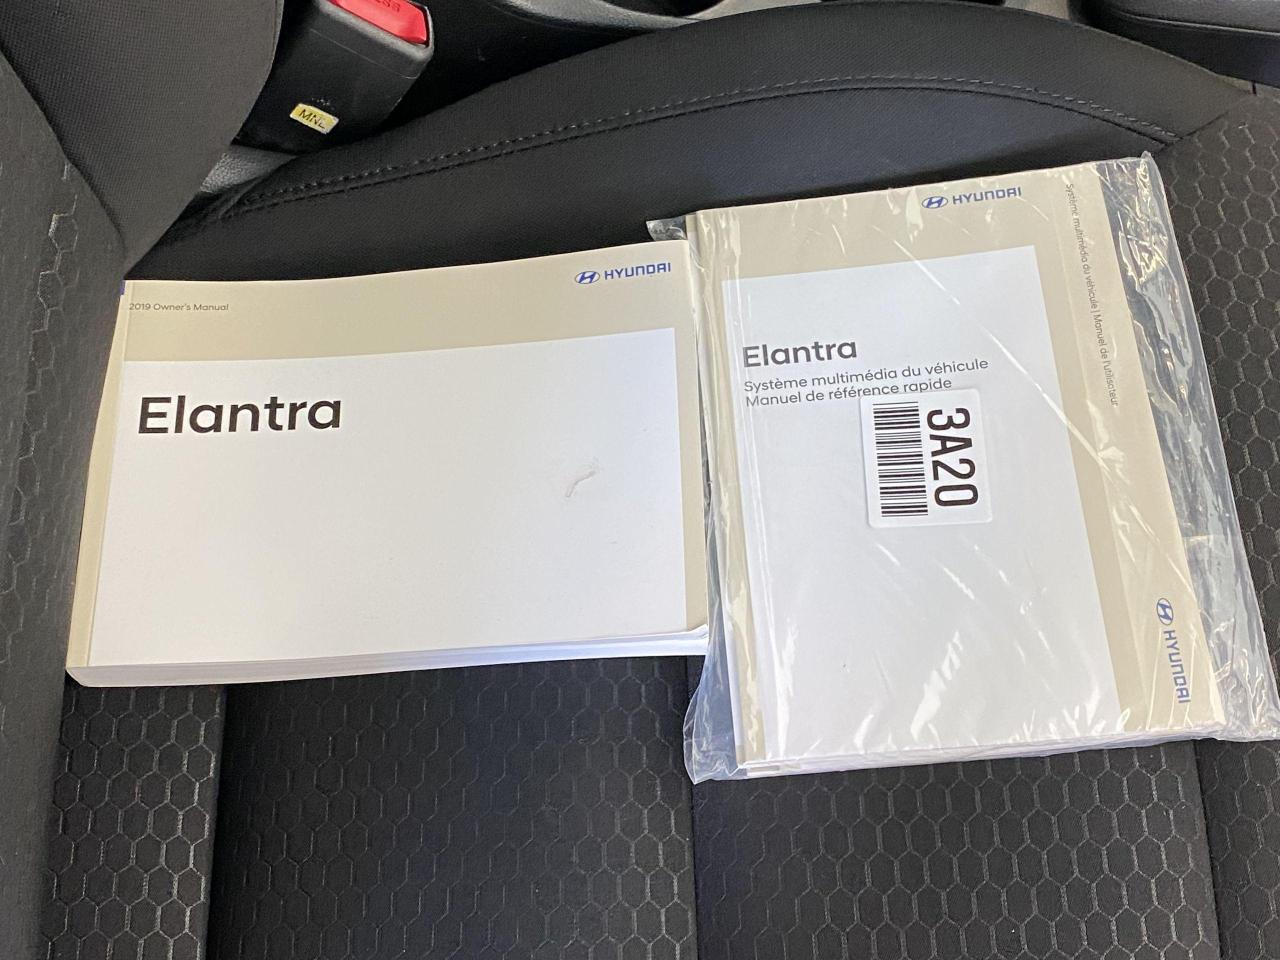 MNL
2019 Owner's Manual
HYUNDAI
Elantra
HYUNDAI
Elantra
Système multimédia du véhicule
Manuel de référence rapide
3A20
Système multimédia du véhicule | Manuel de l'utilisateur
HYUNDAI